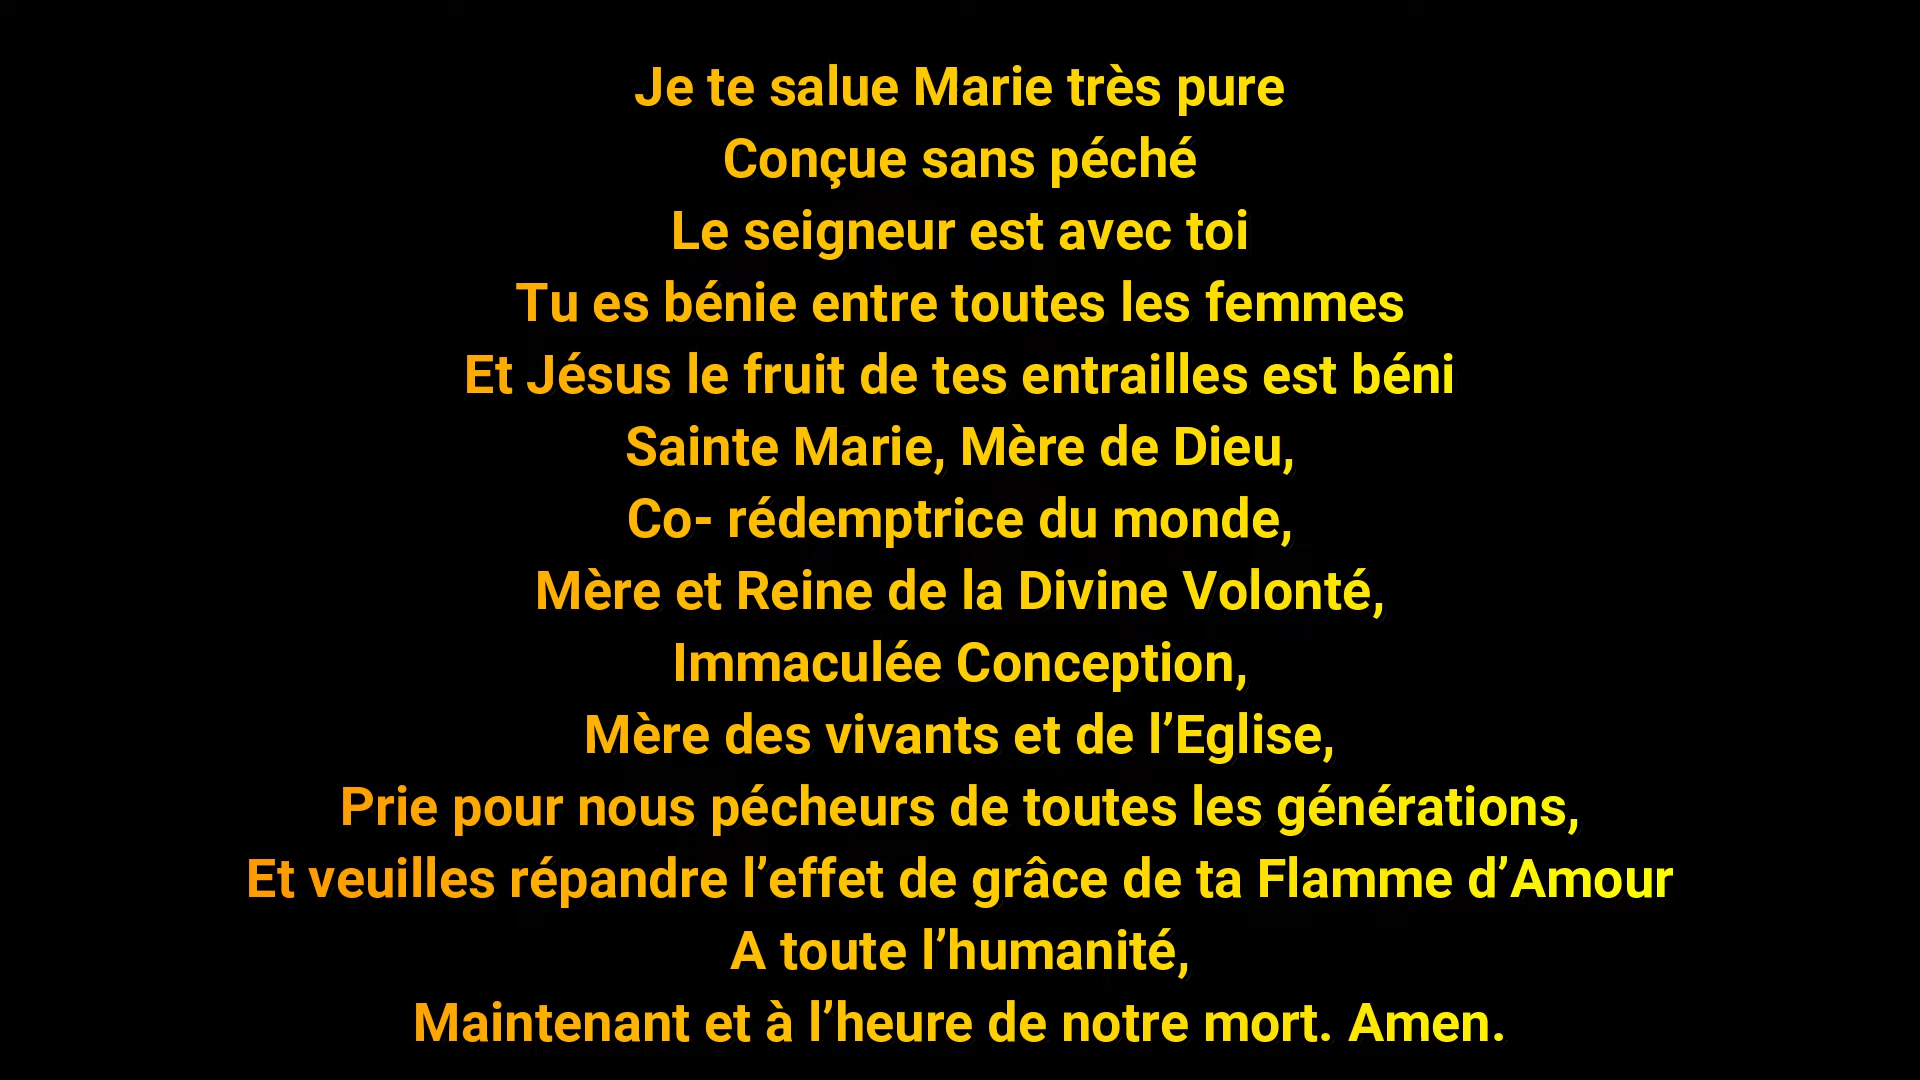 Je te salue Marie très pure
Conçue sans péché
Le seigneur est avec toi
Tu es bénie entre toutes les femmes
Et Jésus le fruit de tes entrailles est béni
Sainte Marie, Mère de Dieu,
Co- rédemptrice du monde,
Mère et Reine de la Divine Volonté,
Immaculée Conception,
Mère des vivants et de l’Eglise,
Prie pour nous pécheurs de toutes les générations,
Et veuilles répandre l’effet de grâce de ta Flamme d’Amour
A toute l’humanité,
Maintenant et à l’heure de notre mort. Amen.